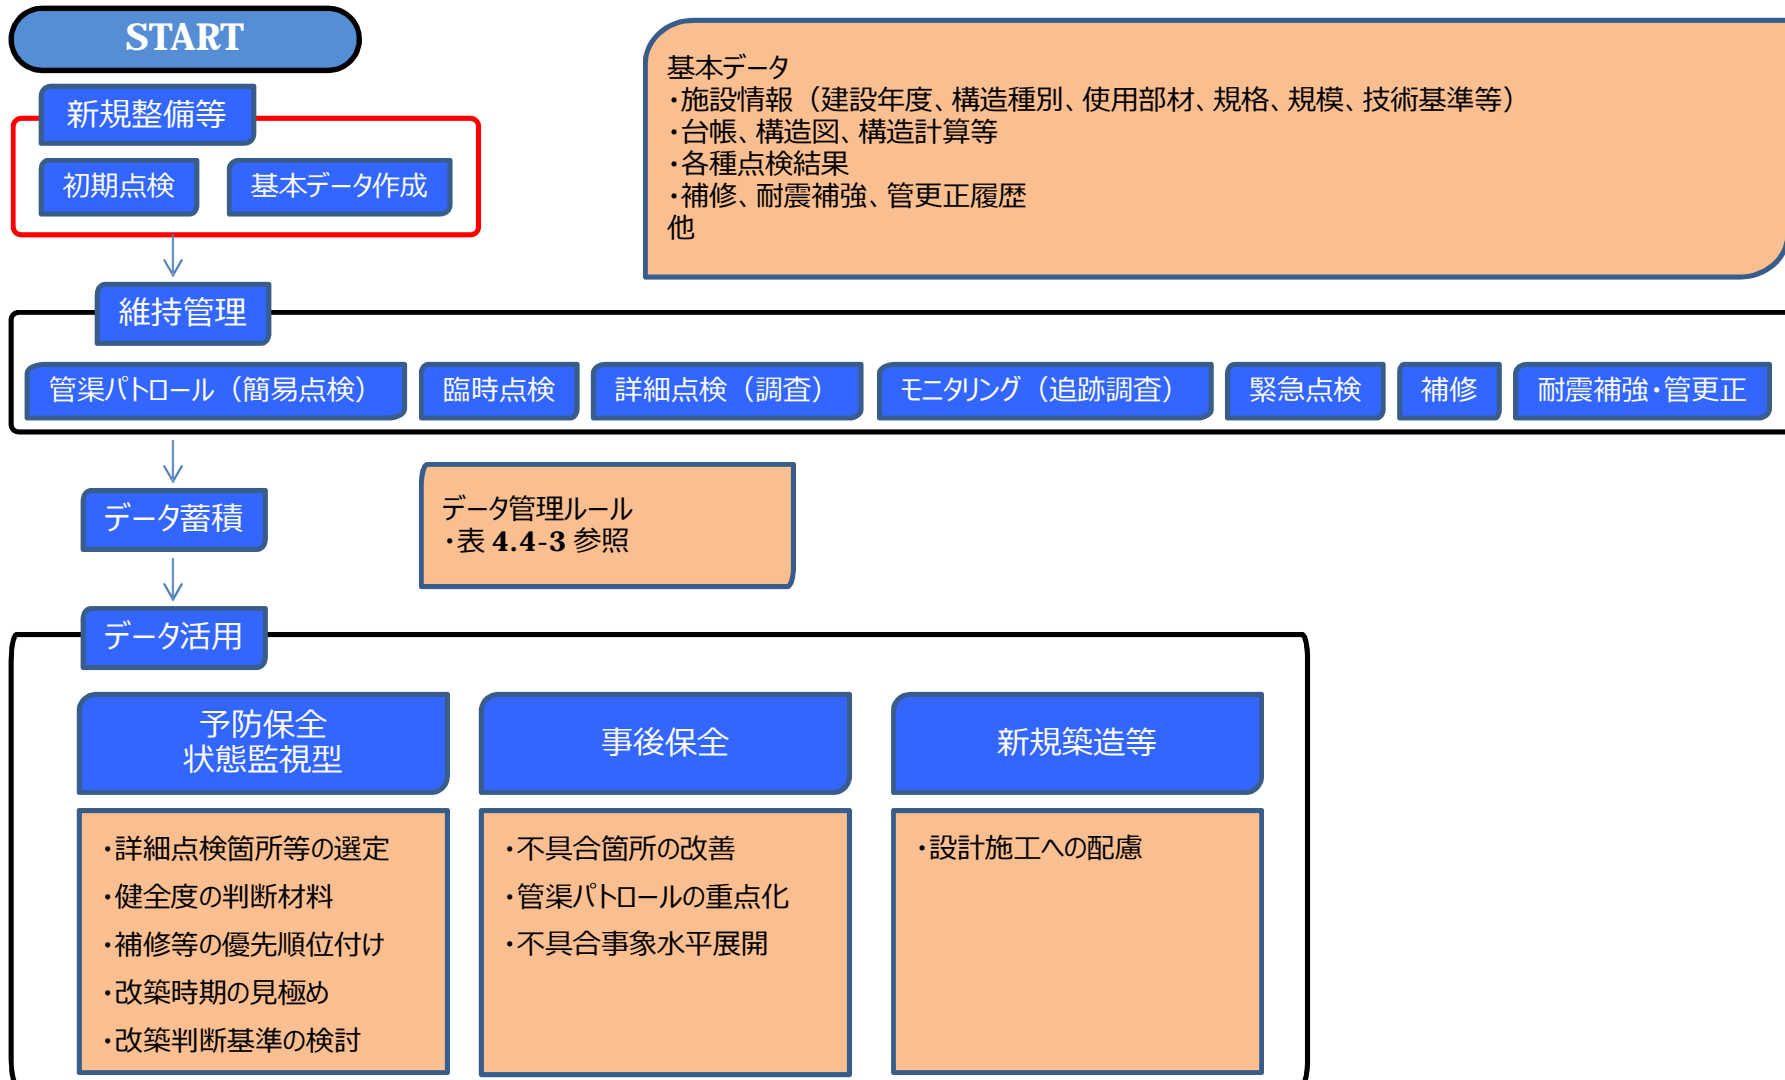 START
新規整備等
初期点検
基本データ作成
基本データ
・施設情報（建設年度、構造種別、使用部材、規格、規模、技術基準等）
・台帳、構造図、構造計算等
・各種点検結果
・補修、耐震補強、管更正履歴
他
維持管理
管渠パトロール（簡易点検）
臨時点検
詳細点検（調査）
モニタリング（追跡調査）
緊急点検
補修
耐震補強・管更正
データ蓄積
データ管理ルール
・表 4.4-3 参照
データ活用
予防保全
状態監視型
・詳細点検箇所等の選定
・健全度の判断材料
・補修等の優先順位付け
・改築時期の見極め
・改築判断基準の検討
事後保全
・不具合箇所の改善
・管渠パトロールの重点化
・不具合事象水平展開
新規築造等
・設計施工への配慮